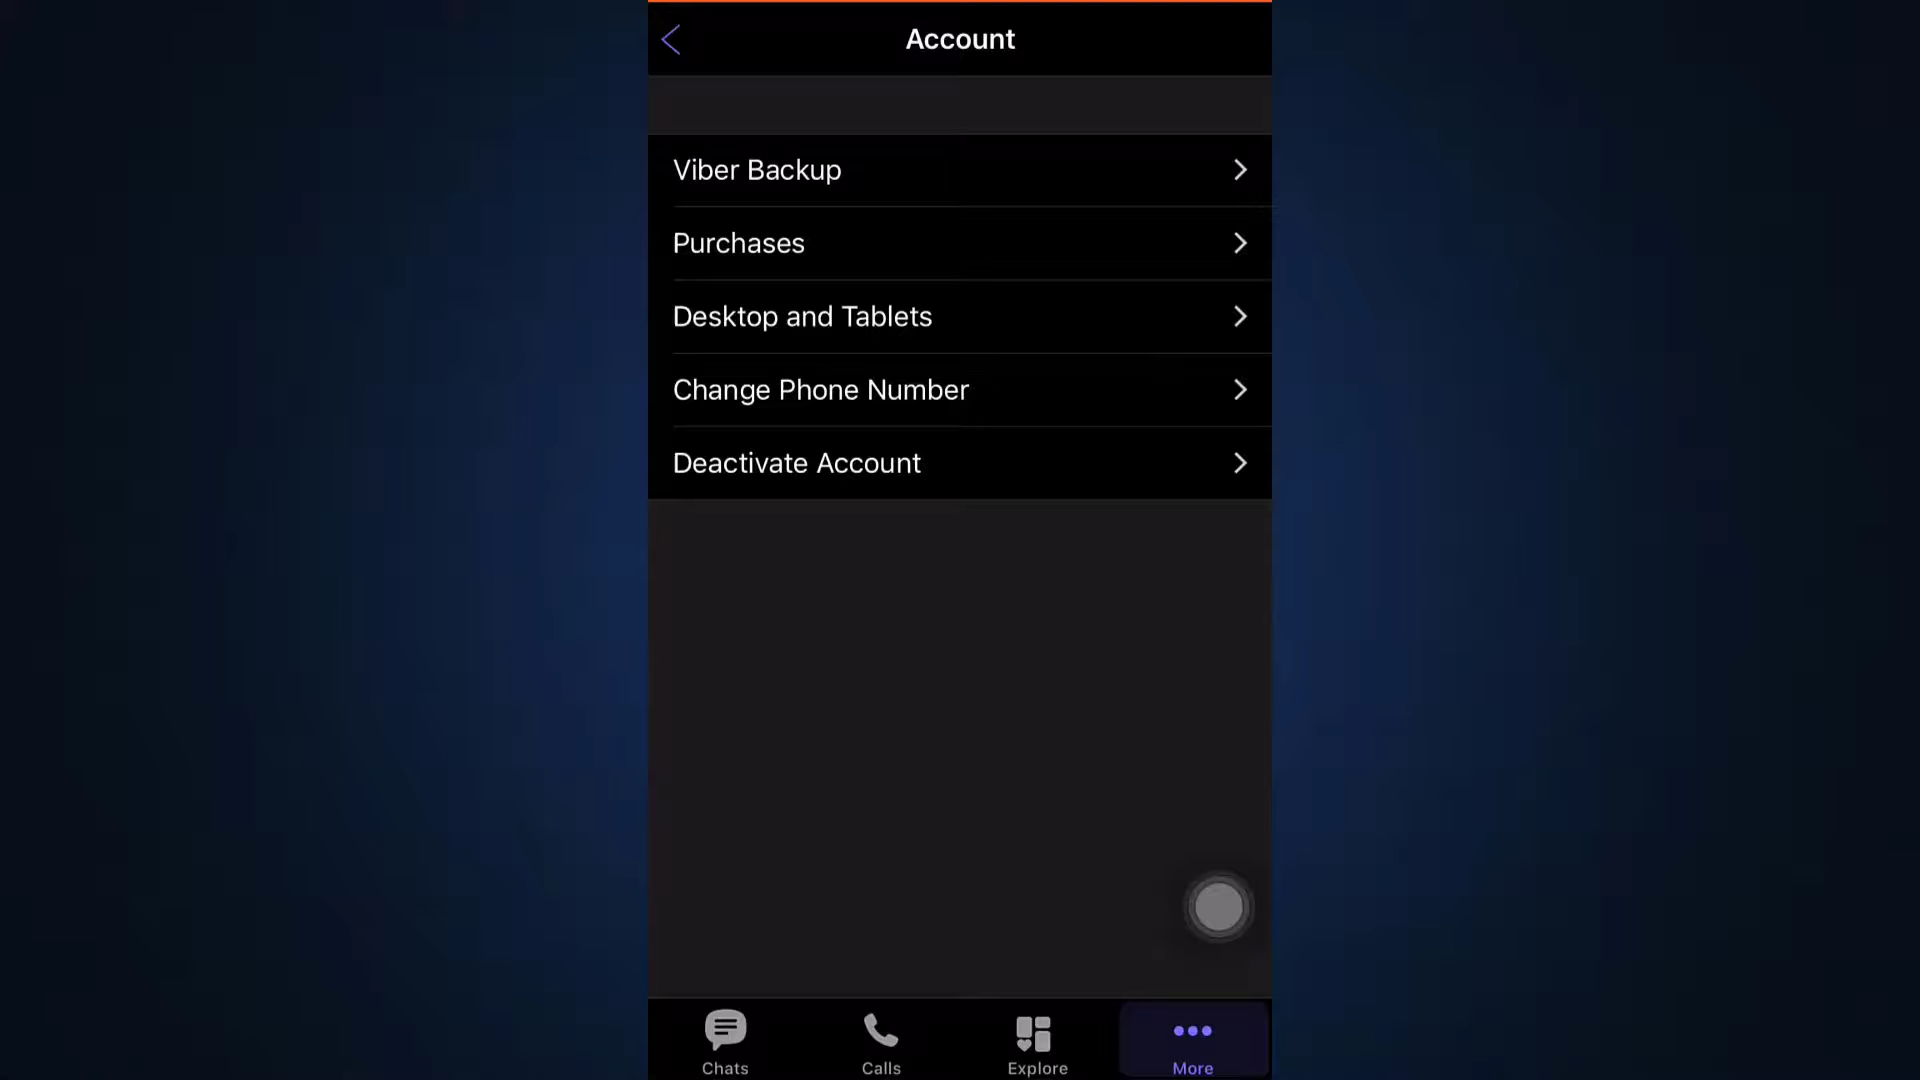 Account
Viber Backup
Purchases
Desktop and Tablets
Change Phone Number
Deactivate Account
Chats
Calls
Explore
More